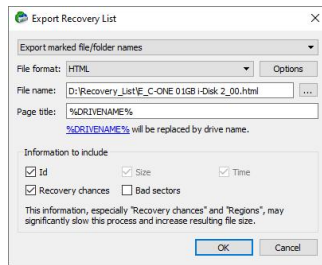 Export Recovery List
Export marked file/folder names
File format: HTML Options
File name: D:\Recovery_List\E_C-ONE 01GB i-Disk 2_00.html ...
Page title: %DRIVENAME%
%DRIVENAME% will be replaced by drive name.
Information to include
Id Size Time
Recovery chances Bad sectors
This information, especially "Recovery chances" and "Regions", may
significantly slow this process and increase resulting file size.
OK Cancel